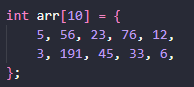 int arr[10] = {
    5, 56, 23, 76, 12,
    3, 191, 45, 33, 6,
};